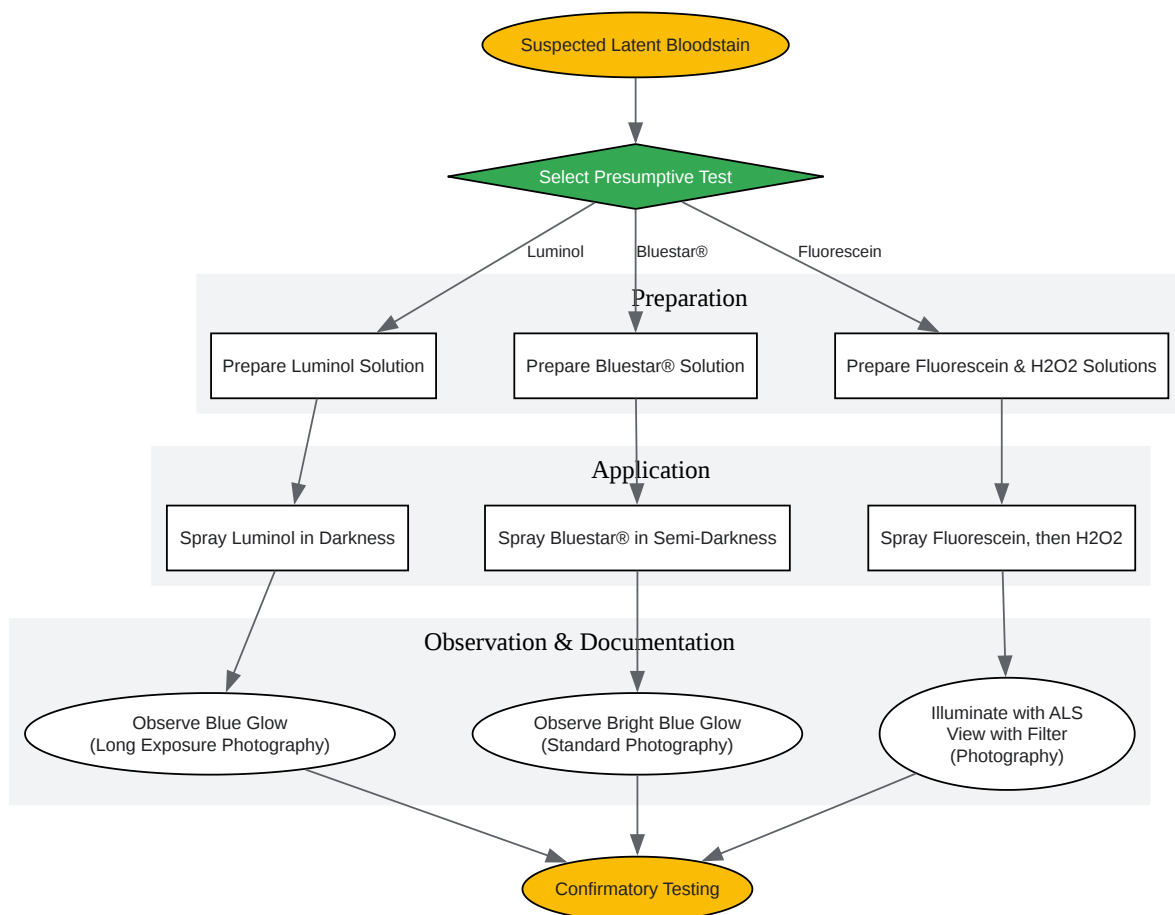 Suspected Latent Bloodstain
Select Presumptive Test
Luminol
Bluestar®
Fluorescein
Preparation
Prepare Luminol Solution
Prepare Bluestar® Solution
Prepare Fluorescein & H2O2 Solutions
Application
Spray Luminol in Darkness
Spray Bluestar® in Semi-Darkness
Spray Fluorescein, then H2O2
Observation & Documentation
Observe Blue Glow
(Long Exposure Photography)
Observe Bright Blue Glow
(Standard Photography)
Illuminate with ALS
View with Filter
(Photography)
Confirmatory Testing